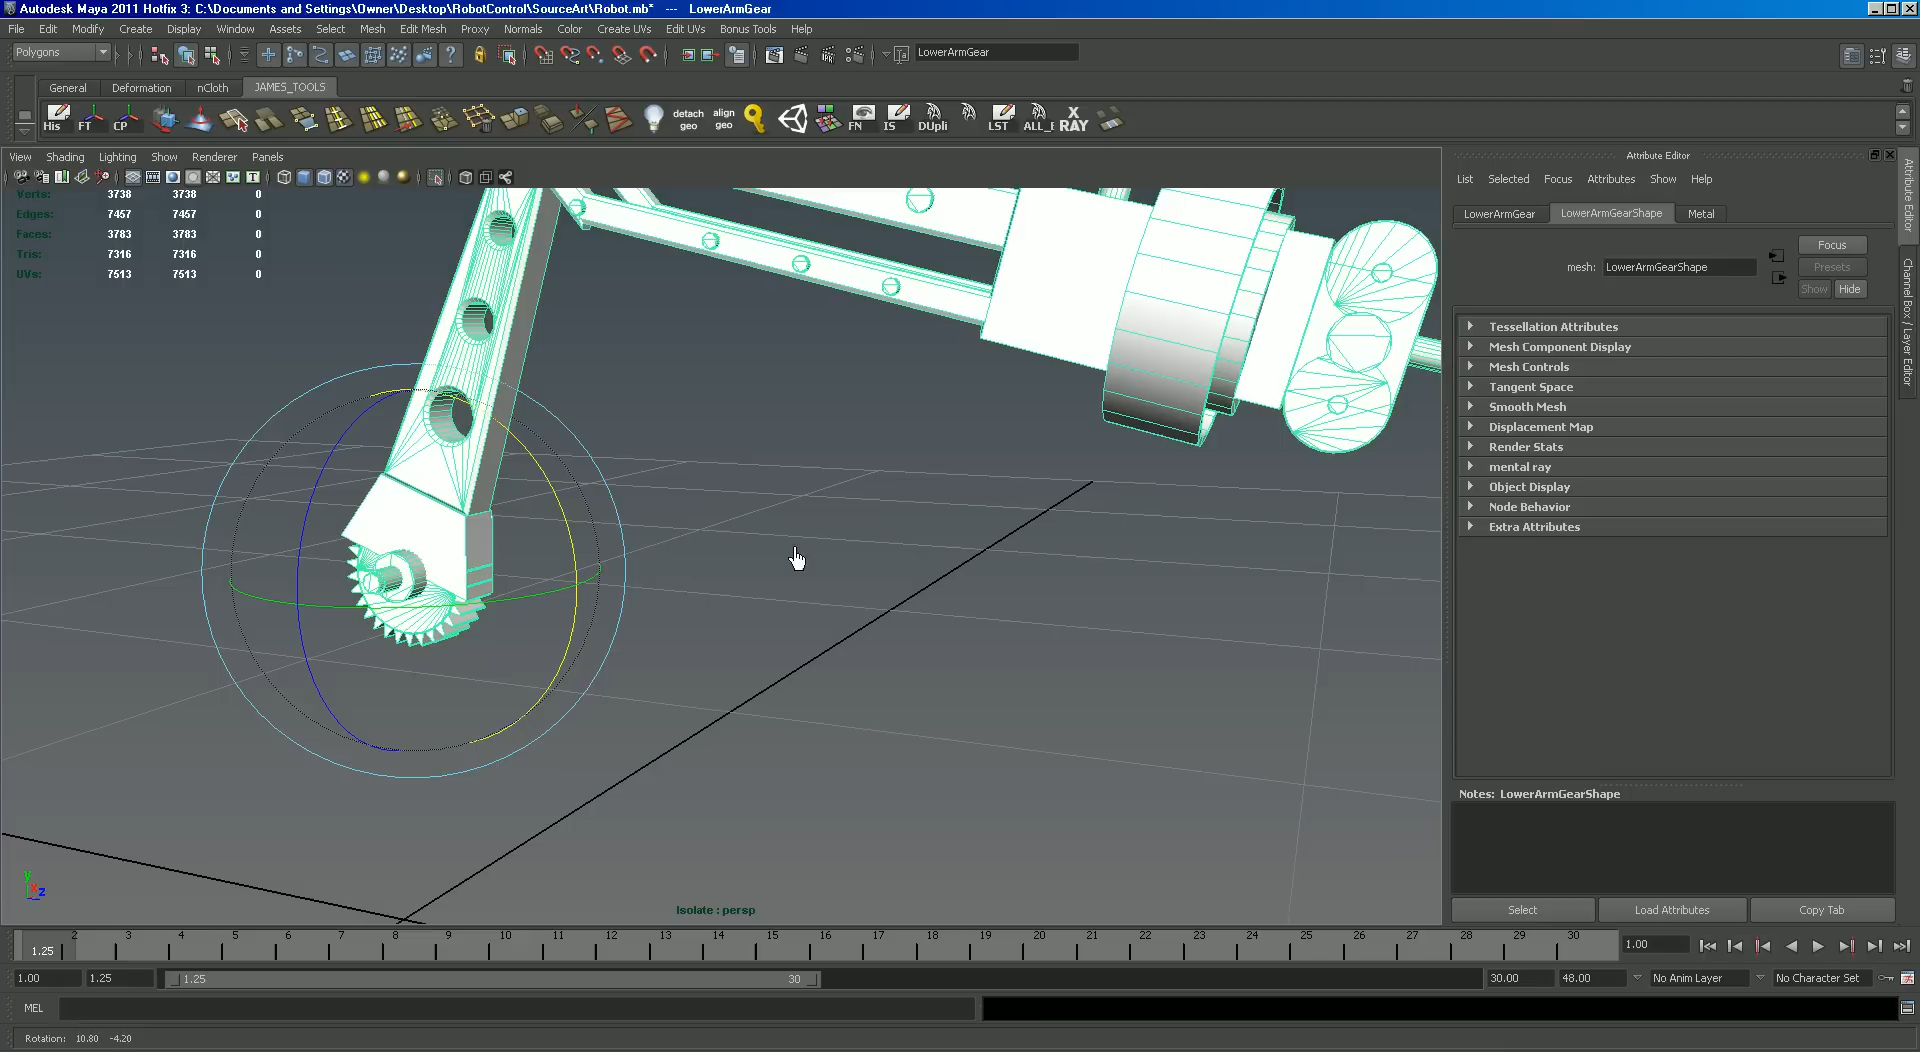 Autodesk Maya 2011 Hotfix 3: C:\Documents and Settings\Owner\Desktop\RobotControl\SourceArt\Robot.mb* --- LowerArmGear
File Edit Modify Create Display Window Assets Select Mesh Edit Mesh Proxy Normals Color Create UVs Edit UVs Bonus Tools Help
Polygons LowerArmGear
General Deformation nCloth JAMES_TOOLS
His FT CP detach geo align geo FN IS DUpli LST ALL_E X RAY
View Shading Lighting Show Renderer Panels
Verts: 3738 3738 0
Edges: 7457 7457 0
Faces: 3783 3783 0
Tris: 7316 7316 0
UVs: 7513 7513 0
y
x z
Isolate : persp
Attribute Editor
List Selected Focus Attributes Show Help
LowerArmGear LowerArmGearShape Metal
Focus
mesh: LowerArmGearShape Presets
Show Hide
Tessellation Attributes
Mesh Component Display
Mesh Controls
Tangent Space
Smooth Mesh
Displacement Map
Render Stats
mental ray
Object Display
Node Behavior
Extra Attributes
Notes: LowerArmGearShape
Select Load Attributes Copy Tab
Attribute Editor
Channel Box / Layer Editor
1.25 2 3 4 5 6 7 8 9 10 11 12 13 14 15 16 17 18 19 20 21 22 23 24 25 26 27 28 29 30 1.00
1.00 1.25 1.25 30 30.00 48.00 No Anim Layer No Character Set
MEL
Rotation: 10.80 -4.20